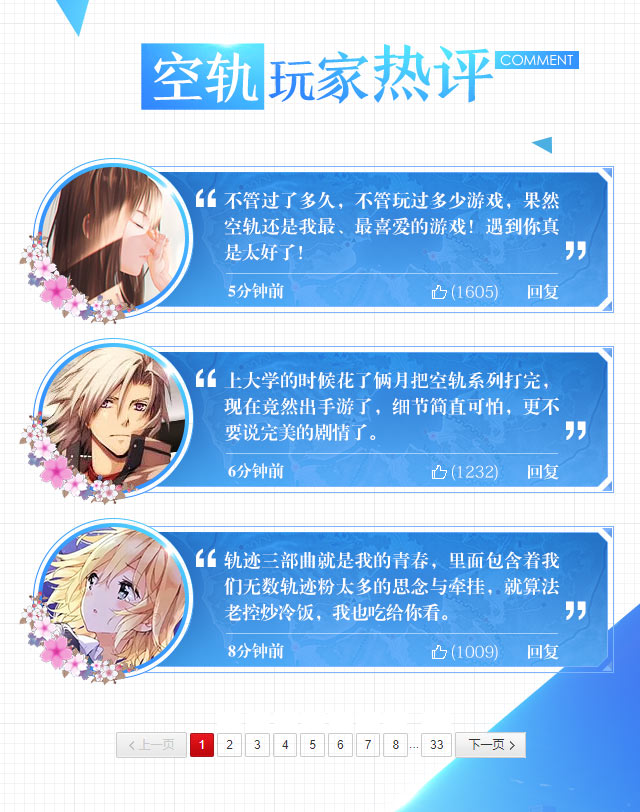 空轨玩家热评 COMMENT
“不管过了多久，不管玩过多少游戏，果然
空轨还是我最、最喜爱的游戏！遇到你真
是太好了！”
5分钟前 (1605) 回复
“上大学的时候花了俩月把空轨系列打完，
现在竟然出手游了，细节简直可怕，更不
要说完美的剧情了。”
6分钟前 (1232) 回复
“轨迹三部曲就是我的青春，里面包含着我
们无数轨迹粉太多的思念与牵挂，就算法
老控炒冷饭，我也吃给你看。”
8分钟前 (1009) 回复
<上一页 1 2 3 4 5 6 7 8 ... 33 下一页>